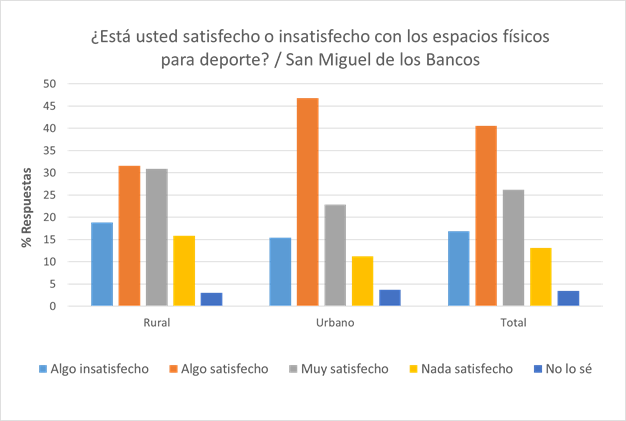 ¿Está usted satisfecho o insatisfecho con los espacios físicos
para deporte? / San Miguel de los Bancos
% Respuestas
50
45
40
35
30
25
20
15
10
5
0
Rural Urbano Total
Algo insatisfecho Algo satisfecho Muy satisfecho Nada satisfecho No lo sé